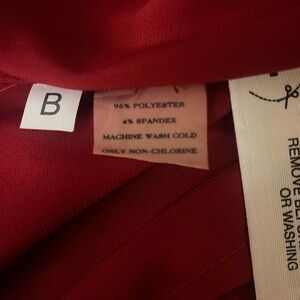 B
96% POLYESTER
4% SPANDEX
MACHINE WASH COLD
ONLY NON-CHLORINE
REMOVE
OR WASHING